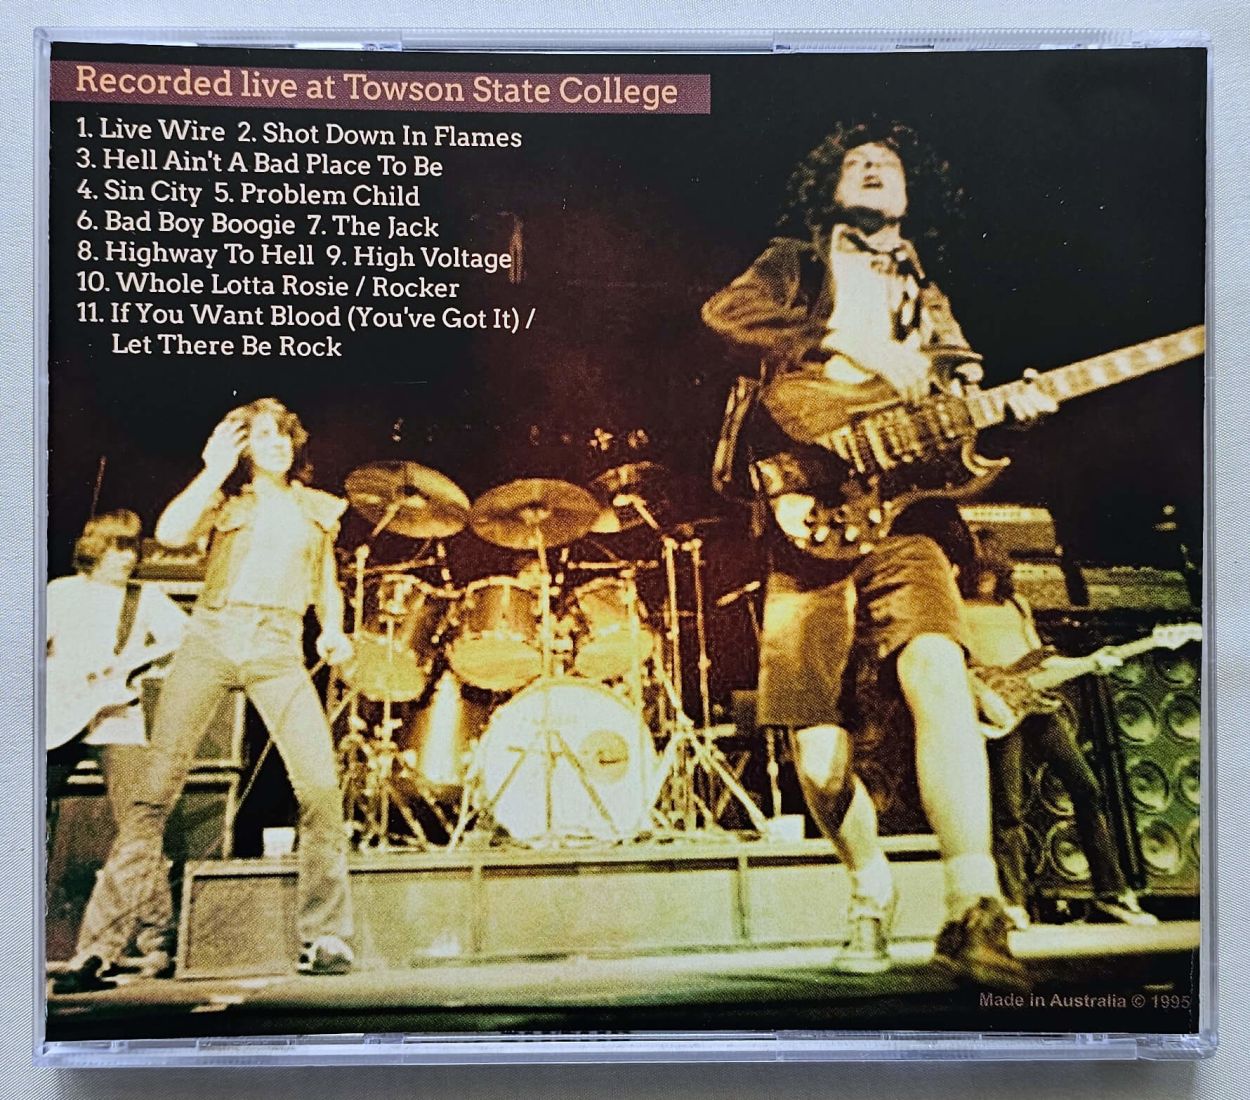 Recorded live at Towson State College
1. Live Wire 2. Shot Down In Flames
3. Hell Ain't A Bad Place To Be
4. Sin City 5. Problem Child
6. Bad Boy Boogie 7. The Jack
8. Highway To Hell 9. High Voltage
10. Whole Lotta Rosie / Rocker
11. If You Want Blood (You've Got It) /
Let There Be Rock
Made in Australia © 1995